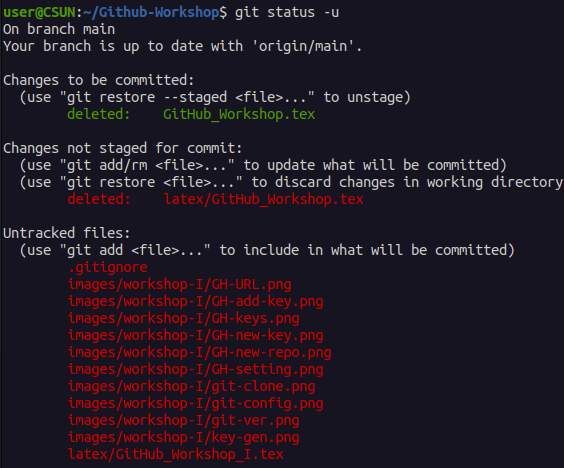 user@CSUN:~/Github-Workshop$ git status -u
On branch main
Your branch is up to date with 'origin/main'.
Changes to be committed:
(use "git restore --staged <file>..." to unstage)
deleted: GitHub_Workshop.tex
Changes not staged for commit:
(use "git add/rm <file>..." to update what will be committed)
(use "git restore <file>..." to discard changes in working directory
deleted: latex/GitHub_Workshop.tex
Untracked files:
(use "git add <file>..." to include in what will be committed)
.gitignore
images/workshop-I/GH-URL.png
images/workshop-I/GH-add-key.png
images/workshop-I/GH-keys.png
images/workshop-I/GH-new-key.png
images/workshop-I/GH-new-repo.png
images/workshop-I/GH-setting.png
images/workshop-I/git-clone.png
images/workshop-I/git-config.png
images/workshop-I/git-ver.png
images/workshop-I/key-gen.png
latex/GitHub_Workshop_I.tex